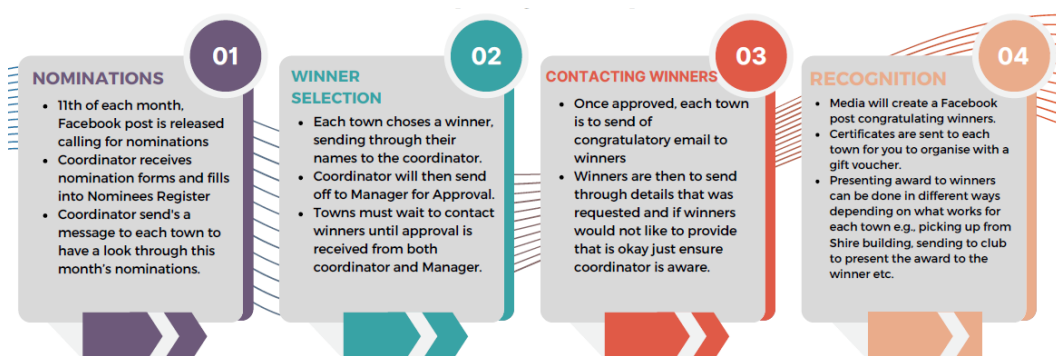 01
NOMINATIONS
• 11th of each month,
Facebook post is released
calling for nominations
• Coordinator receives
nomination forms and fills
into Nominees Register
• Coordinator send's a
message to each town to
have a look through this
month's nominations.
02
WINNER
SELECTION
• Each town choses a winner,
sending through their
names to the coordinator.
• Coordinator will then send
off to Manager for Approval.
• Towns must wait to contact
winners until approval is
received from both
coordinator and Manager.
03
CONTACTING WINNERS
• Once approved, each town
is to send of
congratulatory email to
winners
• Winners are then to send
through details that was
requested and if winners
would not like to provide
that is okay just ensure
coordinator is aware.
04
RECOGNITION
• Media will create a Facebook
post congratulating winners.
• Certificates are sent to each
town for you to organise with a
gift voucher.
• Presenting award to winners
can be done in different ways
depending on what works for
each town e.g., picking up from
Shire building, sending to club
to present the award to the
winner etc.